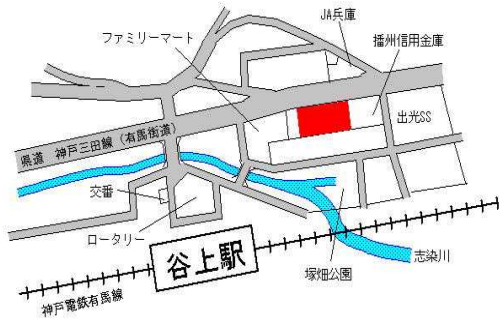 JA兵庫
ファミリーマート
播州信用金庫
出光SS
県道 神戸三田線（有馬街道）
交番
ロータリー
谷上駅
塚畑公園
志染川
神戸電鉄有馬線